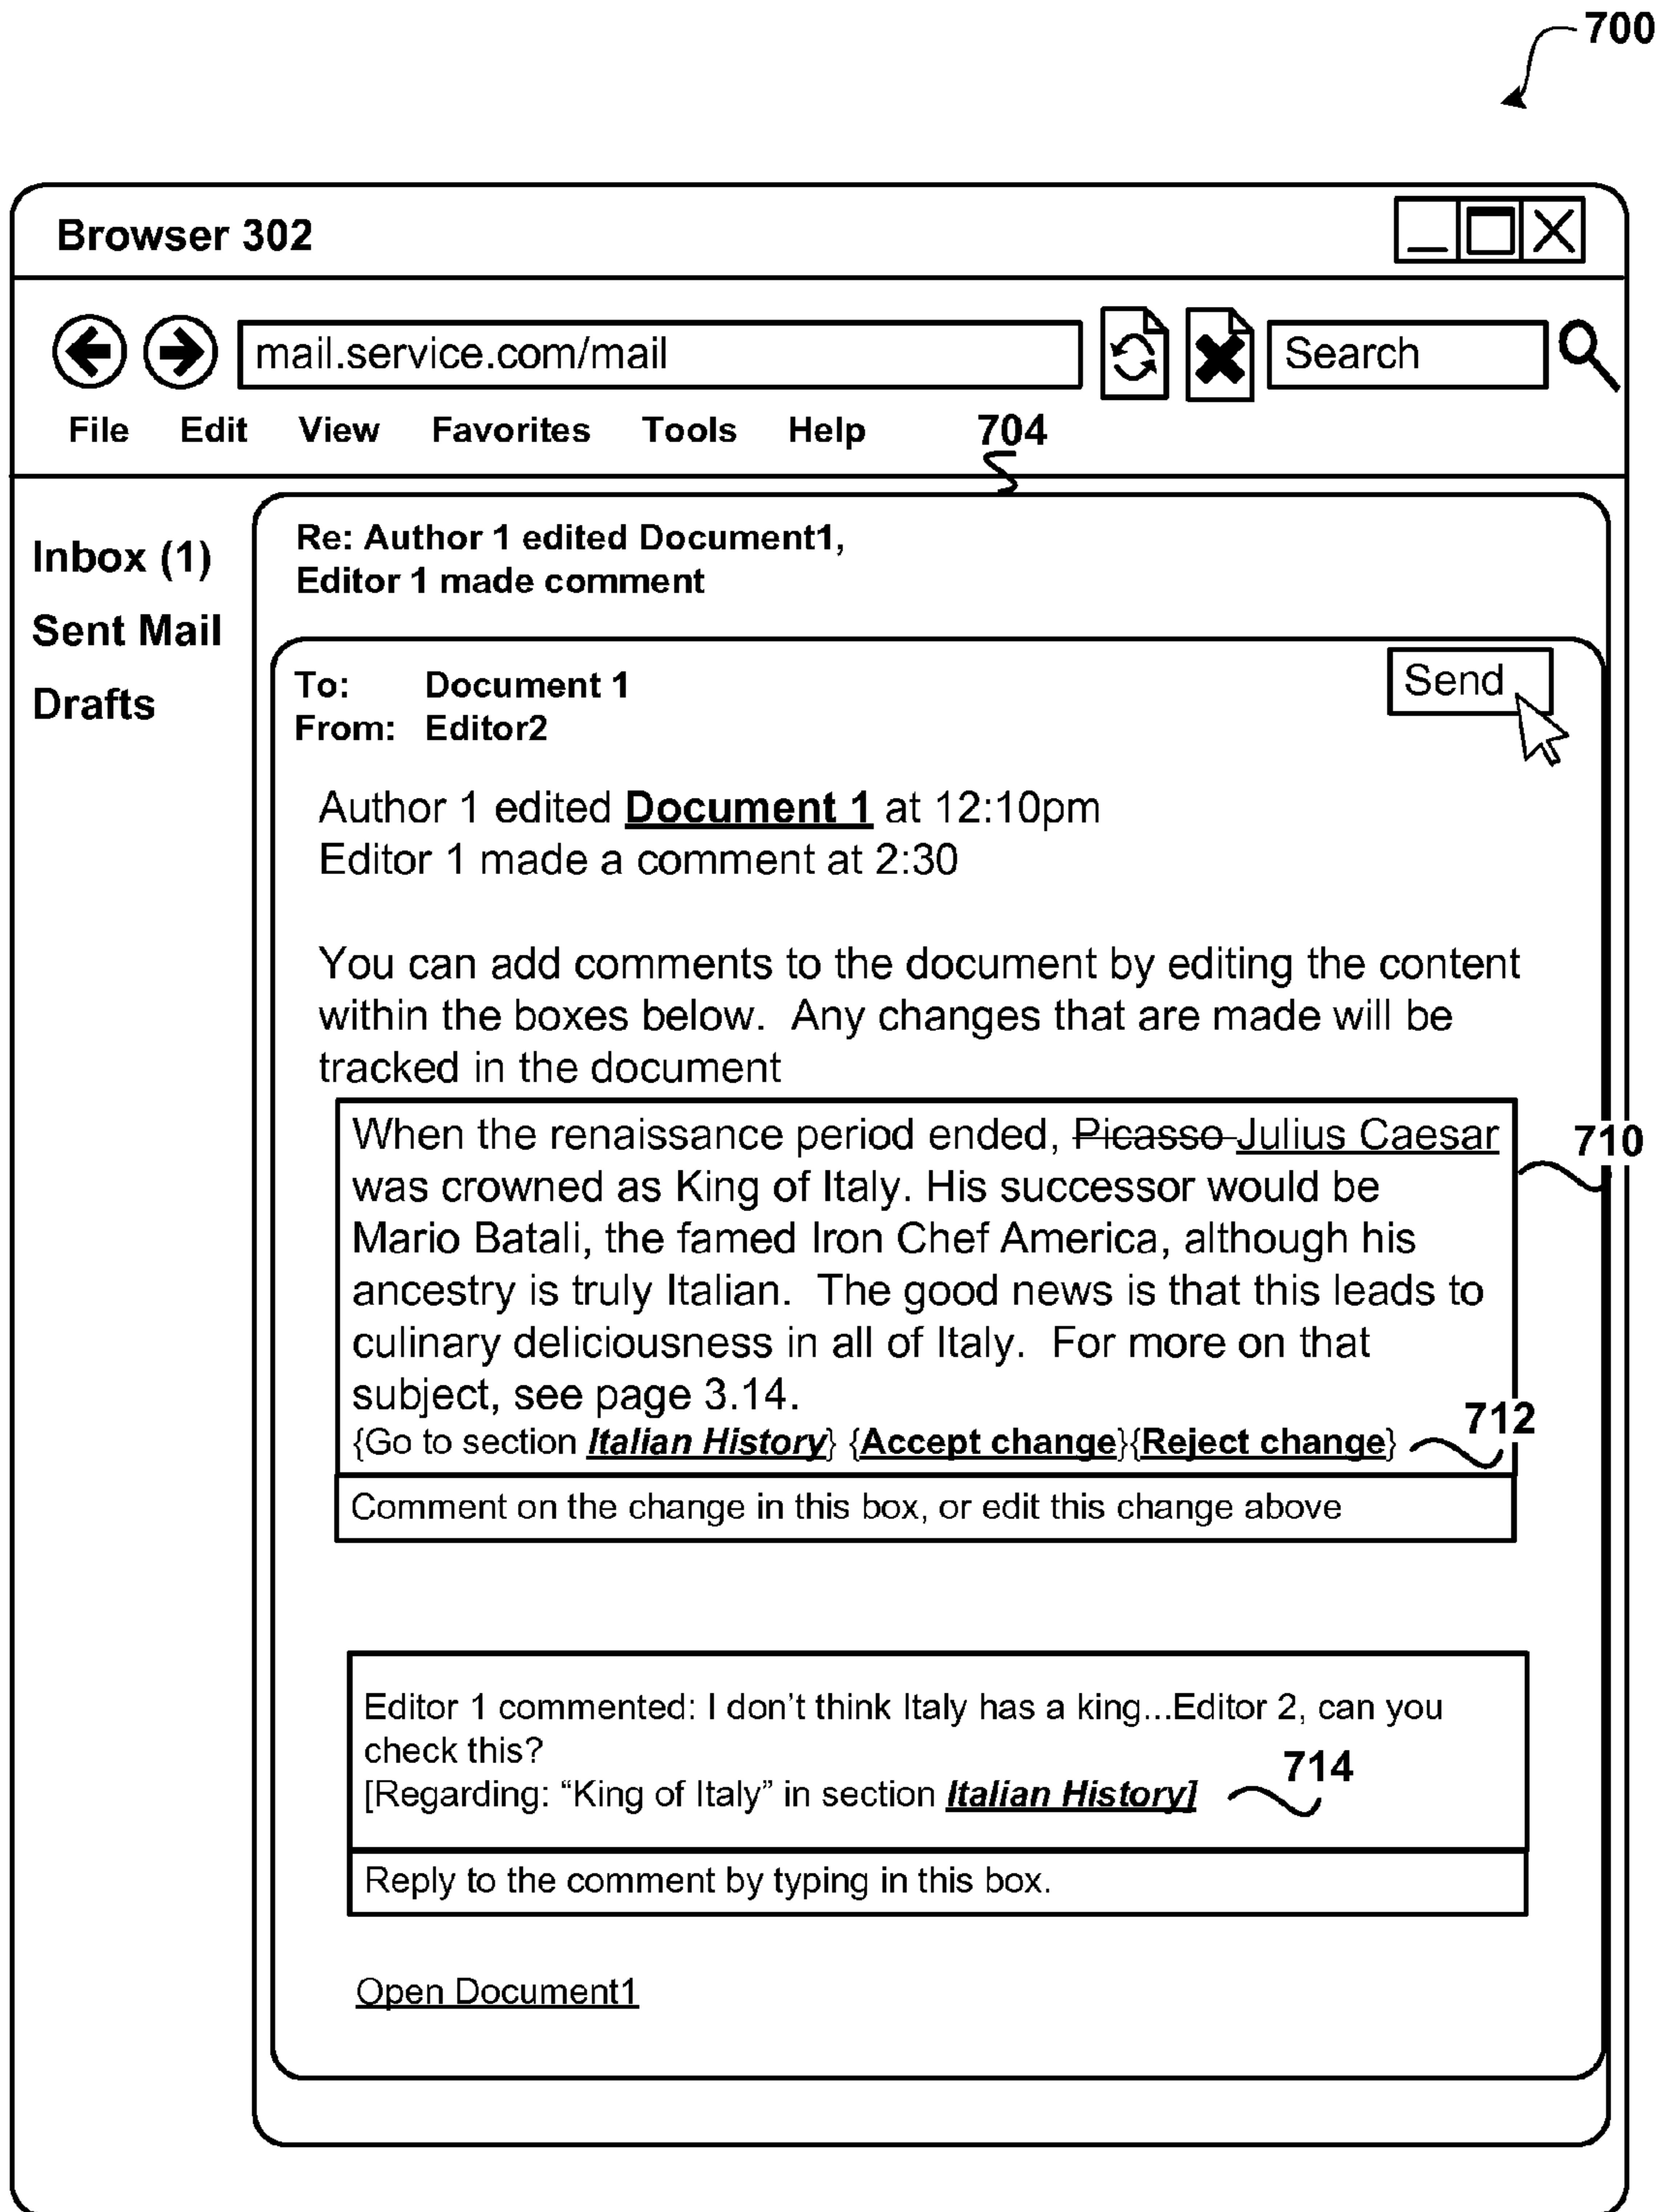 700
Browser 302
mail.service.com/mail
Search
File Edit View Favorites Tools Help
704
Inbox (1)
Sent Mail
Drafts
Re: Author 1 edited Document1,
Editor 1 made comment
To: Document 1
Send
From: Editor2
Author 1 edited Document 1 at 12:10pm
Editor 1 made a comment at 2:30
You can add comments to the document by editing the content
within the boxes below. Any changes that are made will be
tracked in the document
When the renaissance period ended, Picasso Julius Caesar
710
was crowned as King of Italy. His successor would be
Mario Batali, the famed Iron Chef America, although his
ancestry is truly Italian. The good news is that this leads to
culinary deliciousness in all of Italy. For more on that
subject, see page 3.14.
712
{Go to section Italian History} {Accept change}{Reject change}
Comment on the change in this box, or edit this change above
Editor 1 commented: I don't think Italy has a king...Editor 2, can you
check this?
714
[Regarding: “King of Italy” in section Italian History]
Reply to the comment by typing in this box.
Open Document1